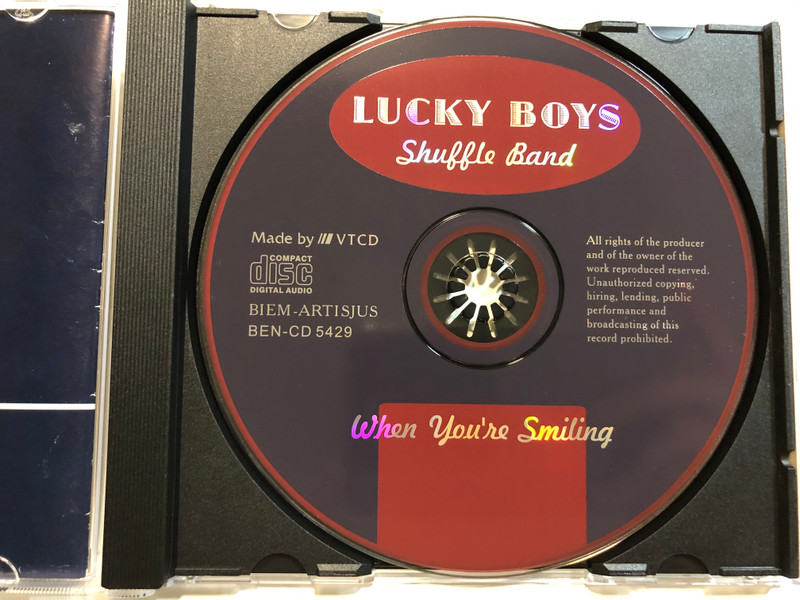 LUCKY BOYS
Shuffle Band
Made by VTCD
COMPACT
disc
DIGITAL AUDIO
BIEM-ARTISJUS
BEN-CD 5429
All rights of the producer
and of the owner of the
work reproduced reserved.
Unauthorized copying,
hiring, lending, public
performance and
broadcasting of this
record prohibited.
When You're Smiling